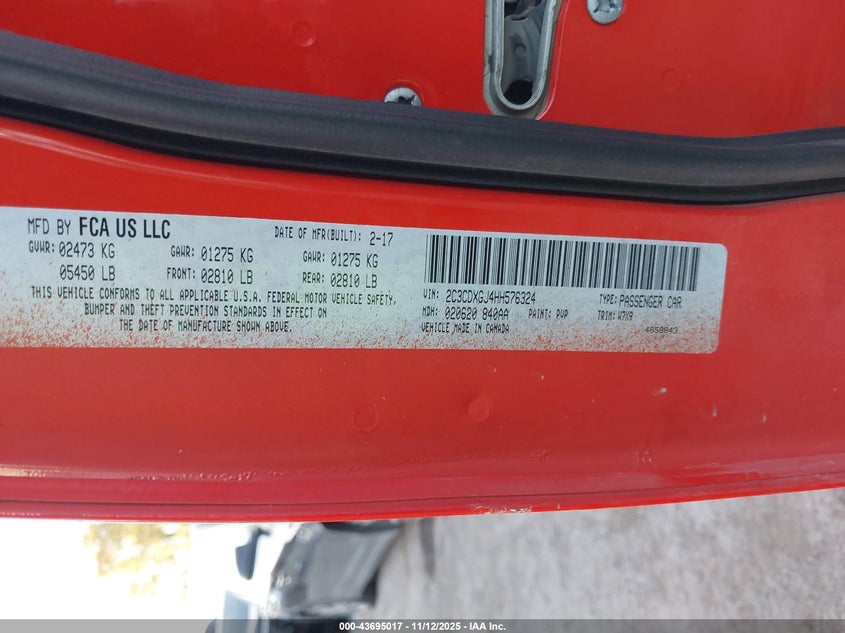 MFD BY FCA US LLC
DATE OF MFR(BUILT): 2-17
GVWR: 02473 KG GAWR: 01275 KG GAWR: 01275 KG
05450 LB FRONT: 02810 LB REAR: 02810 LB
THIS VEHICLE CONFORMS TO ALL APPLICABLE U.S.A. FEDERAL MOTOR VEHICLE SAFETY,
BUMPER AND THEFT PREVENTION STANDARDS IN EFFECT ON
THE DATE OF MANUFACTURE SHOWN ABOVE.
VIN: 2C3CDXGJ4HH576324 TYPE: PASSENGER CAR
MDH: 020620 840AA PAINT: PVP TRIM: W7X9
VEHICLE MADE IN CANADA 4658843
000-43695017 - 11/12/2025 - IAA Inc.